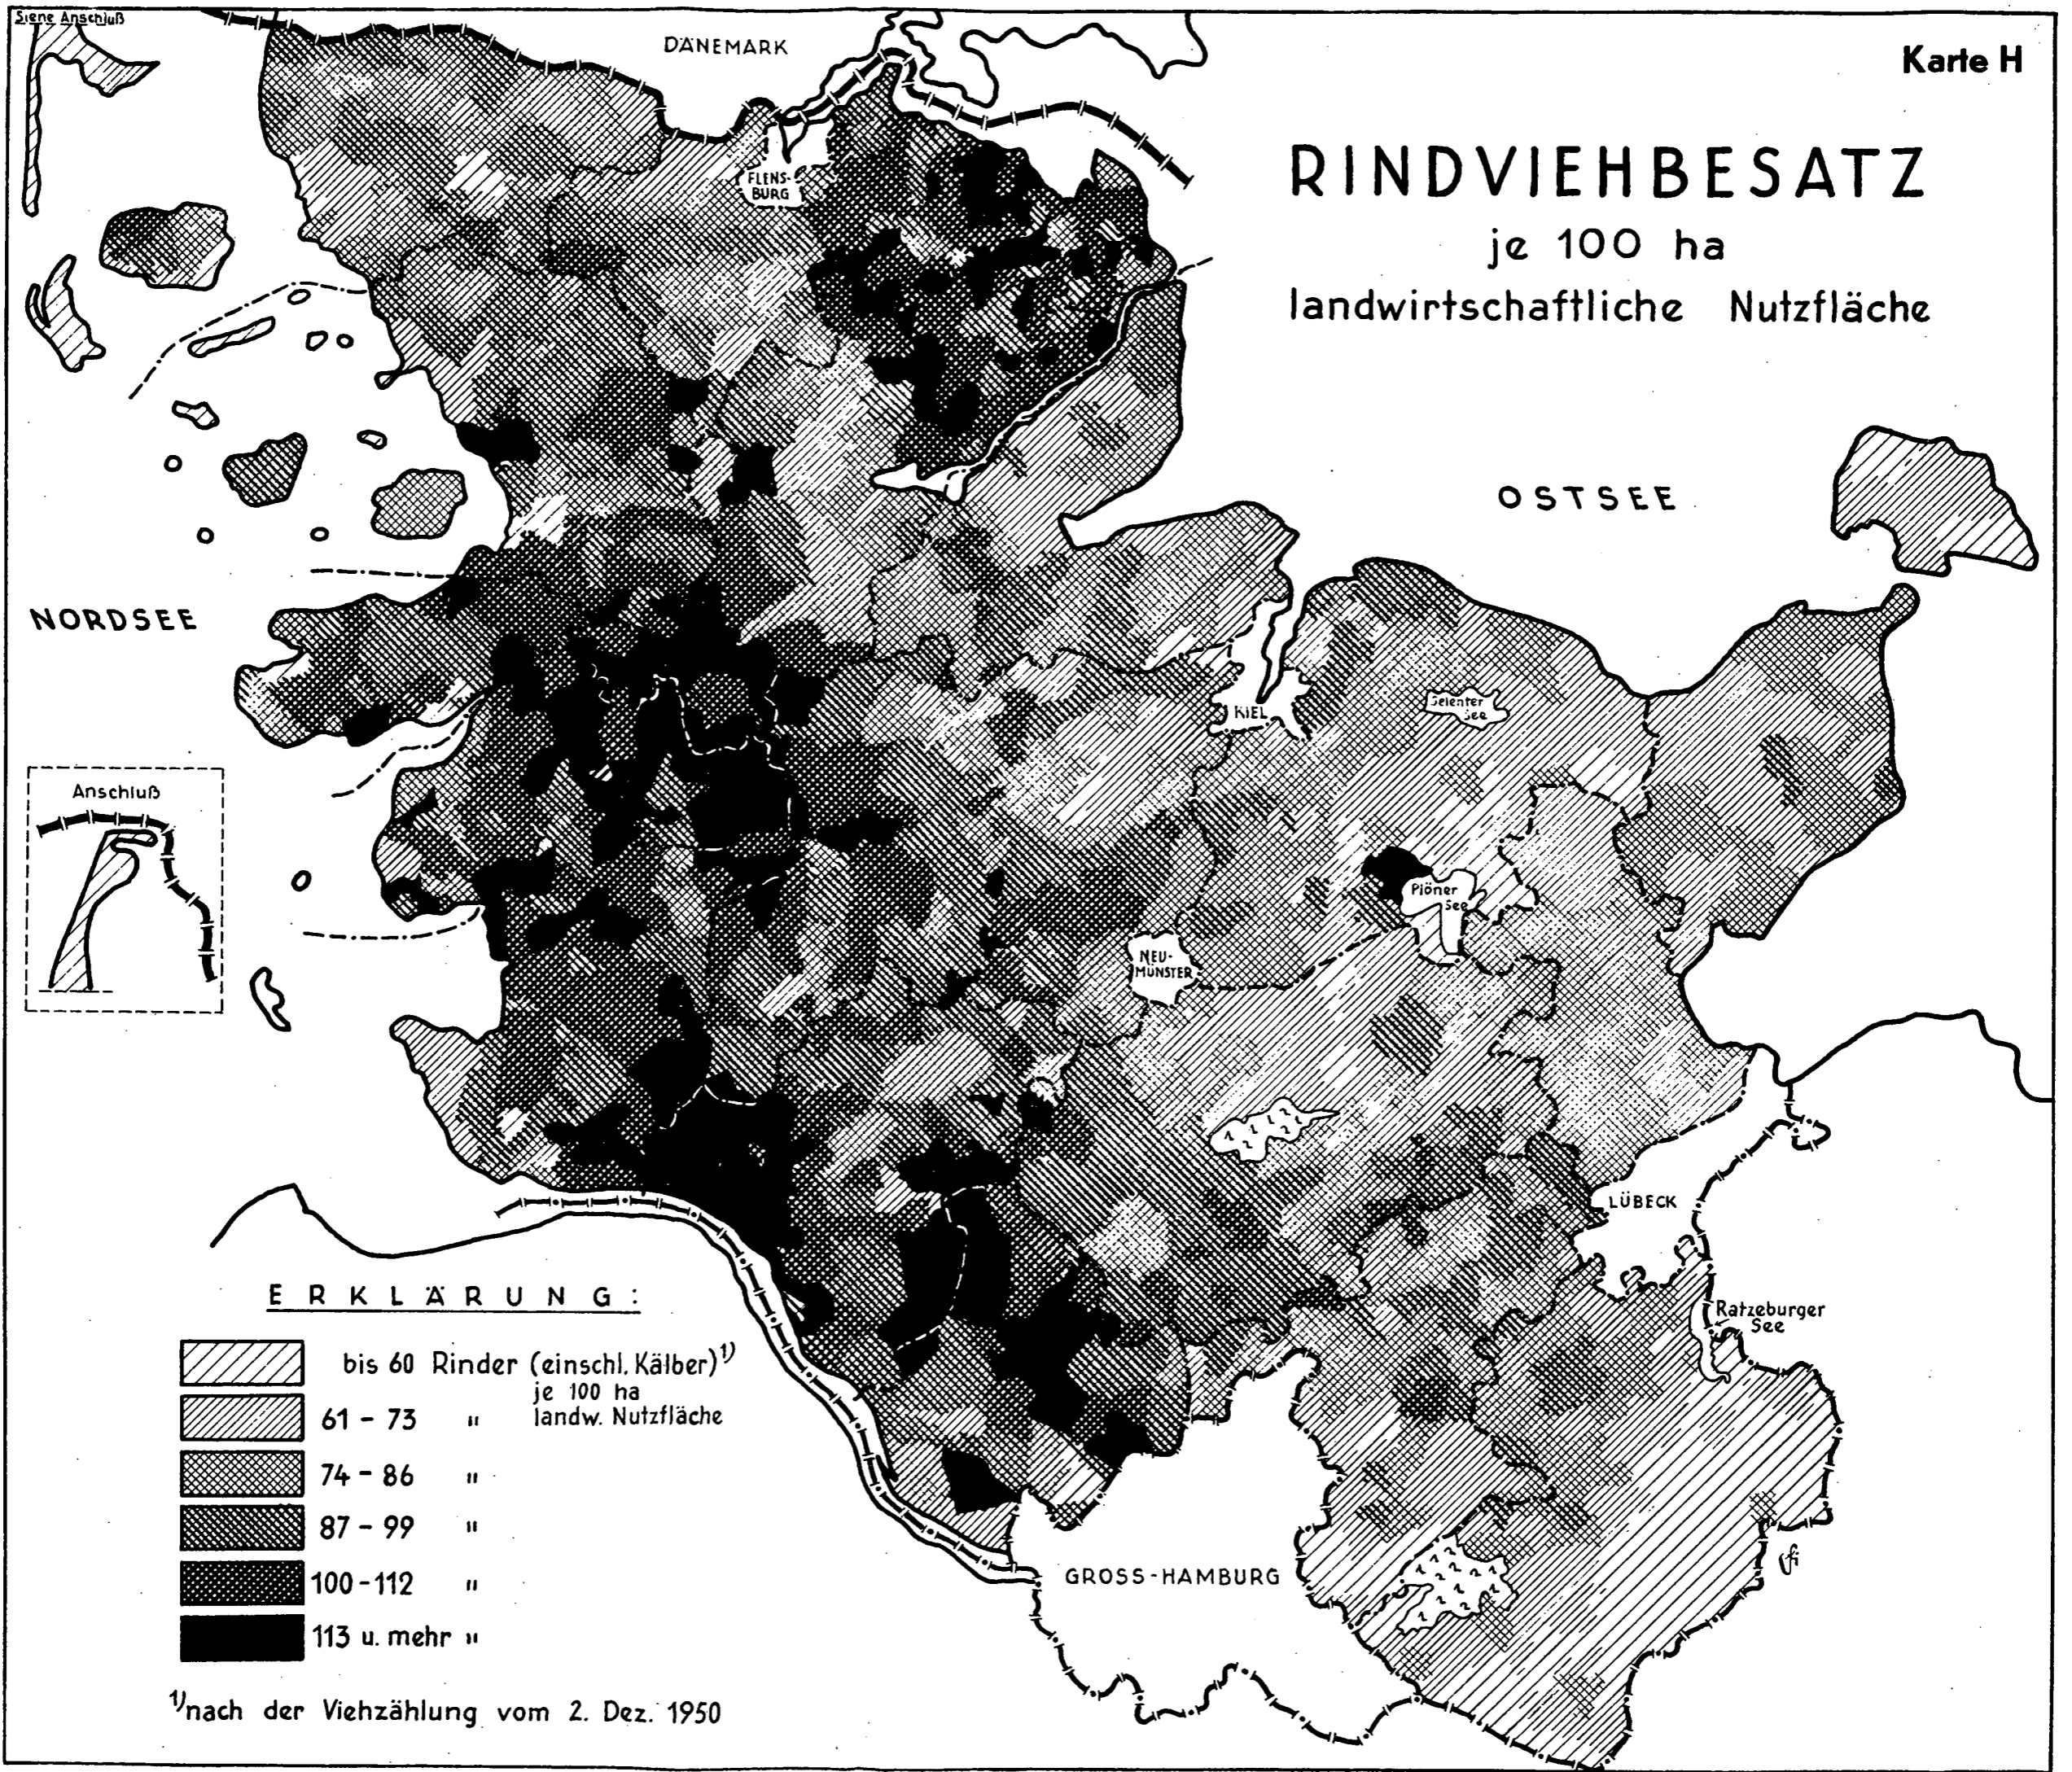 Siehe Anschluß
DÄNEMARK
Karte H
RINDVIEHBESATZ
je 100 ha
landwirtschaftliche Nutzfläche
FLENS-
BURG
OSTSEE
NORDSEE
Selenter
See
KIEL
Anschluß
Plöner
See
NEU-
MÜNSTER
LÜBECK
Ratzeburger
See
GROSS-HAMBURG
ERKLÄRUNG:
bis 60 Rinder (einschl. Kälber)¹⁾
je 100 ha
landw. Nutzfläche
61 - 73 "
74 - 86 "
87 - 99 "
100 - 112 "
113 u. mehr "
¹⁾nach der Viehzählung vom 2. Dez. 1950